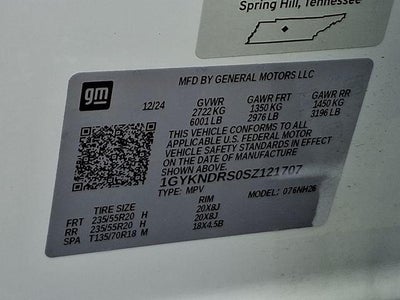 Spring Hill, Tennessee
gm
MFD BY GENERAL MOTORS LLC
12/24 GVWR GAWR FRT GAWR RR
2722 KG 1350 KG 1450 KG
6001 LB 2976 LB 3196 LB
THIS VEHICLE CONFORMS TO ALL
APPLICABLE U.S. FEDERAL MOTOR
VEHICLE SAFETY STANDARDS IN EFFECT
ON THE DATE OF MANUFACTURE
SHOWN ABOVE.
1GYKNDRS0SZ121707
TYPE: MPV MODEL: 076NH26
TIRE SIZE RIM
FRT 235/55R20 H 20X8J
RR 235/55R20 H 20X8J
SPA T135/70R18 M 18X4.5B